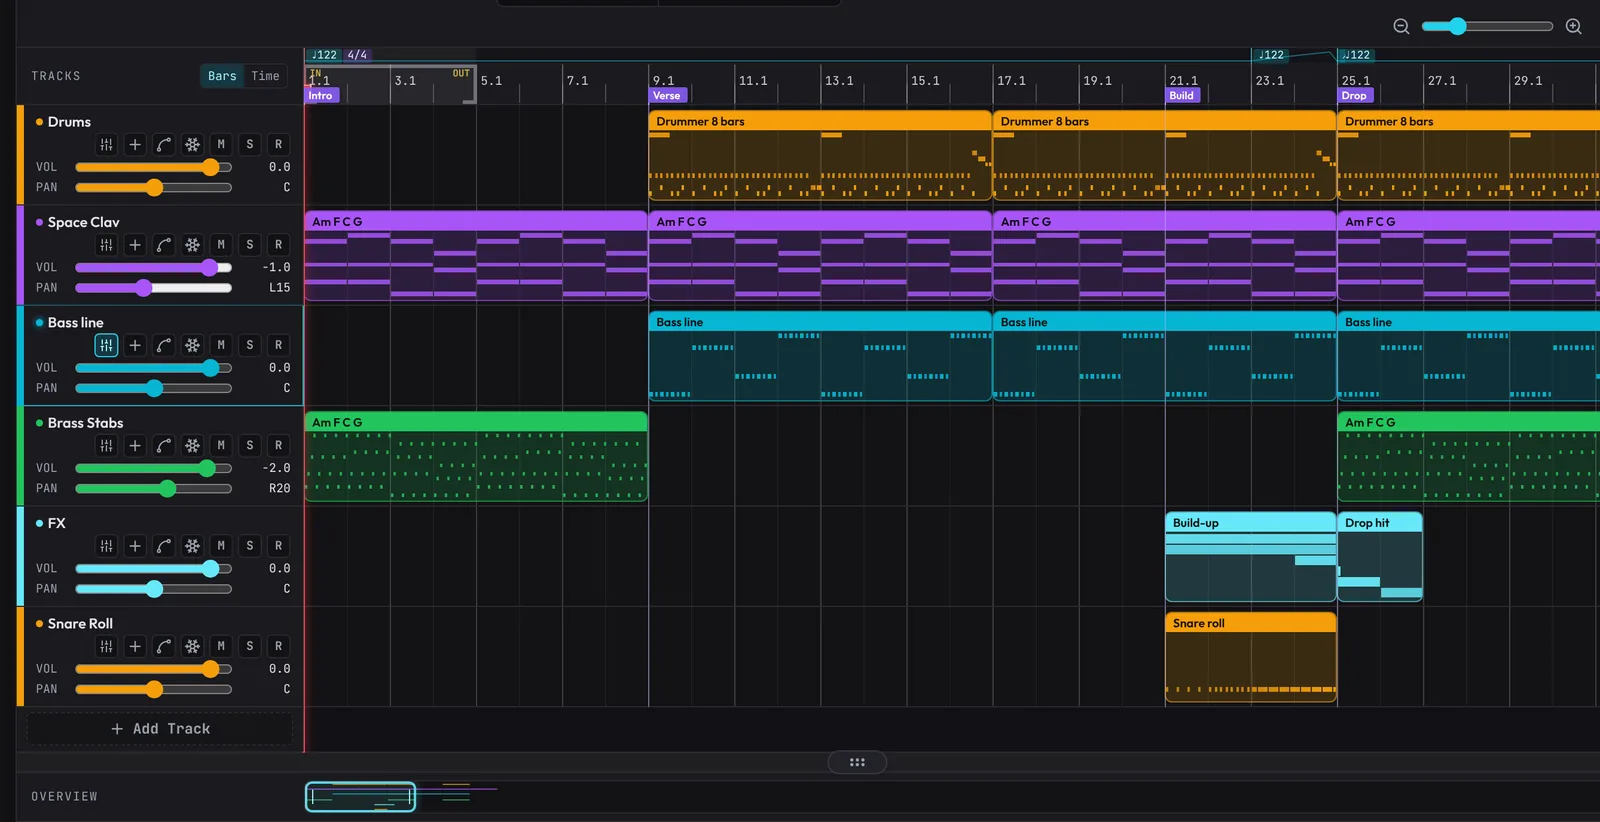 ♩122 4/4 ♩122 ♩122
TRACKS Bars Time
IN OUT
1.1 3.1 5.1 7.1 9.1 11.1 13.1 15.1 17.1 19.1 21.1 23.1 25.1 27.1 29.1
Intro Verse Build Drop
Drums
M S R
VOL 0.0
PAN C
Drummer 8 bars Drummer 8 bars Drummer 8 bars
Space Clav
M S R
VOL -1.0
PAN L15
Am F C G Am F C G Am F C G Am F C G
Bass line
M S R
VOL 0.0
PAN C
Bass line Bass line Bass line
Brass Stabs
M S R
VOL -2.0
PAN R20
Am F C G Am F C G
FX
M S R
VOL 0.0
PAN C
Build-up Drop hit
Snare Roll
M S R
VOL 0.0
PAN C
Snare roll
+ Add Track
OVERVIEW